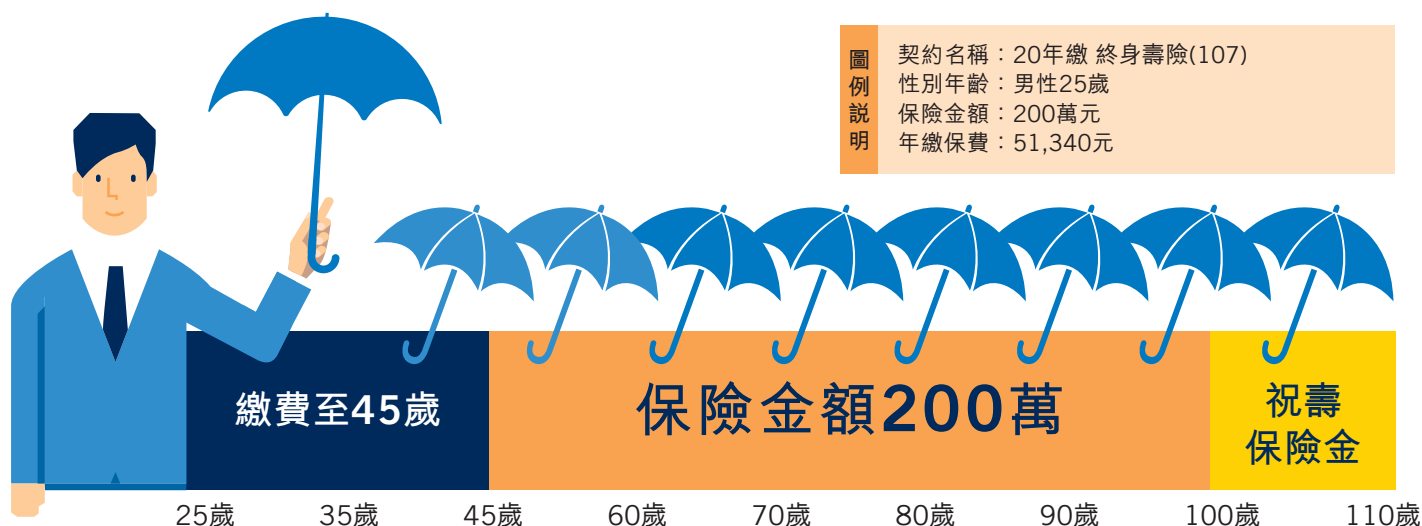 圖例說明
契約名稱：20年繳 終身壽險(107)
性別年齡：男性25歲
保險金額：200萬元
年繳保費：51,340元
繳費至45歲
保險金額200萬
祝壽
保險金
25歲 35歲 45歲 60歲 70歲 80歲 90歲 100歲 110歲